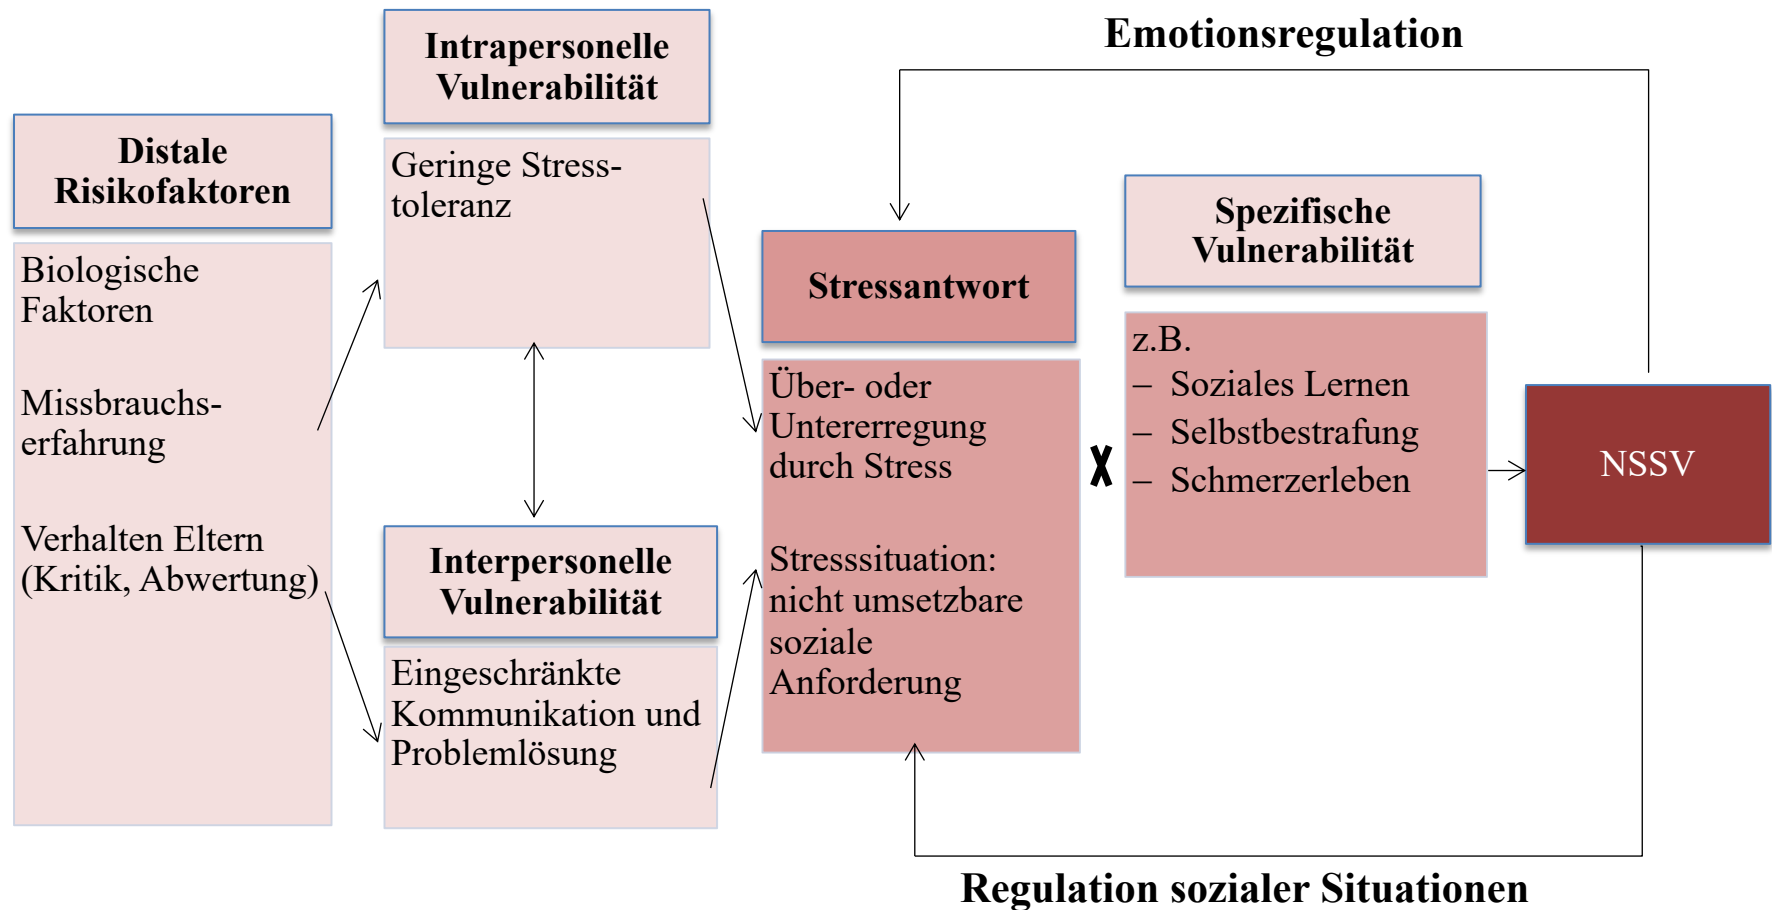 Emotionsregulation
Intrapersonelle
Vulnerabilität
Distale
Risikofaktoren
Geringe Stress-
toleranz
Biologische
Faktoren
Missbrauchs-
erfahrung
Verhalten Eltern
(Kritik, Abwertung)
Interpersonelle
Vulnerabilität
Eingeschränkte
Kommunikation und
Problemlösung
Stressantwort
Über- oder
Untererregung
durch Stress
Stresssituation:
nicht umsetzbare
soziale
Anforderung
x
Spezifische
Vulnerabilität
z.B.
– Soziales Lernen
– Selbstbestrafung
– Schmerzerleben
NSSV
Regulation sozialer Situationen